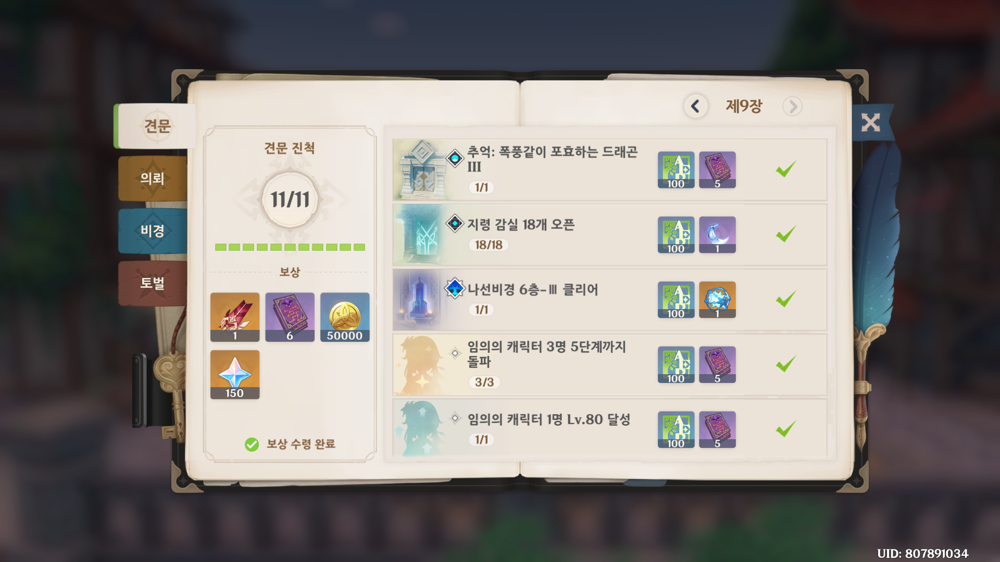 제9장
견문
의뢰
비경
토벌
견문 진척
11/11
보상
1
6
50000
150
보상 수령 완료
추억: 폭풍같이 포효하는 드래곤
III
1/1
100
5
지령 감실 18개 오픈
18/18
100
1
나선비경 6층-Ⅲ 클리어
1/1
100
1
임의의 캐릭터 3명 5단계까지
돌파
3/3
100
5
임의의 캐릭터 1명 Lv.80 달성
1/1
100
5
UID: 807891034